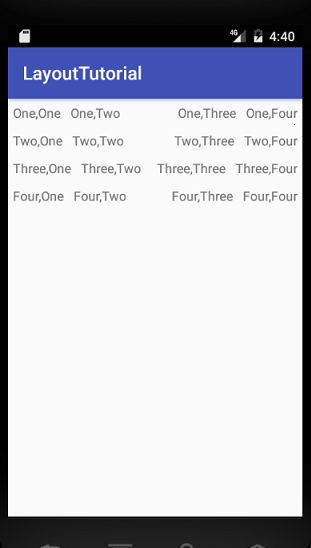 4G 4:40
LayoutTutorial
One,One One,Two One,Three One,Four
Two,One Two,Two Two,Three Two,Four
Three,One Three,Two Three,Three Three,Four
Four,One Four,Two Four,Three Four,Four